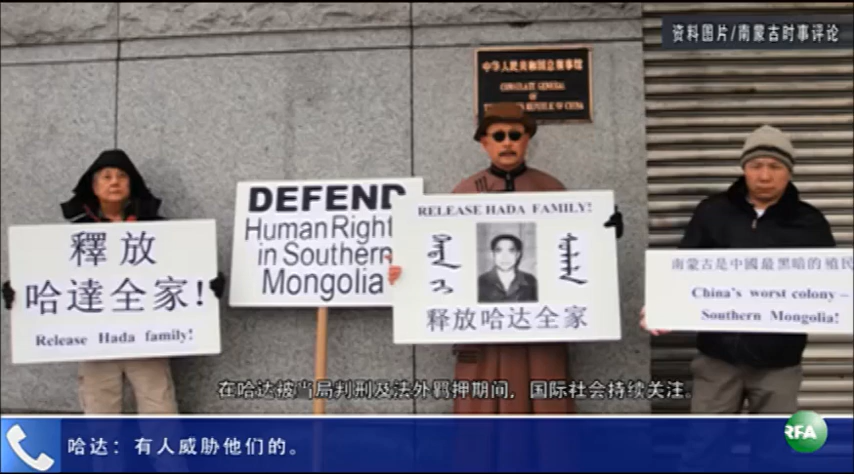 资料图片/南蒙古时事评论
中华人民共和国总领事馆
CONSULATE GENERAL
OF
THE PEOPLE'S REPUBLIC OF CHINA
釋放
哈達全家!
Release Hada family!
DEFEND
Human Right
in Southern
Mongolia
RELEASE HADA FAMILY!
释放哈达全家
南蒙古是中國最黑暗的殖民
China's worst colony –
Southern Mongolia!
在哈达被当局判刑及法外羁押期间，国际社会持续关注。
哈达：有人威胁他们的。
RFA